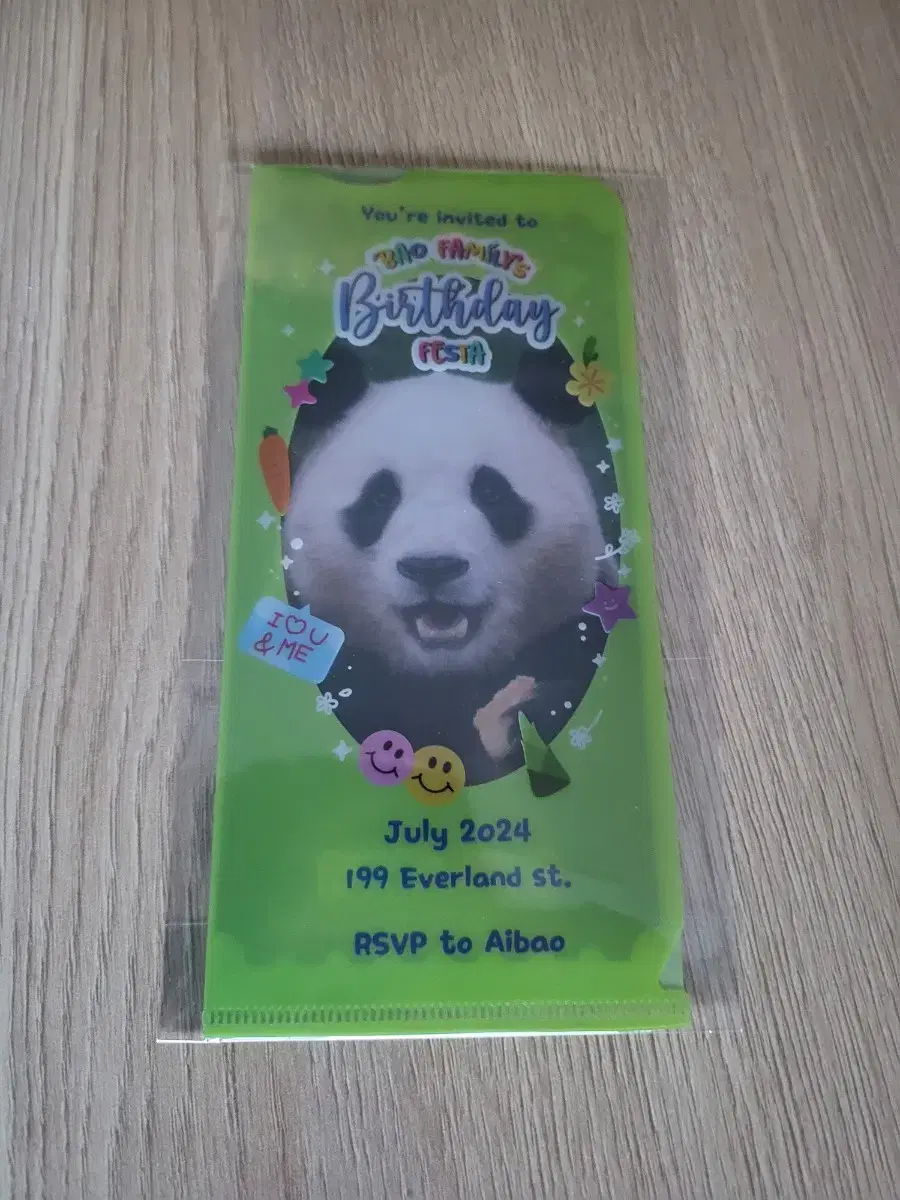 You're invited to
BAO FAMILY'S
Birthday
FESTA
I ♡ U
& ME
July 2024
199 Everland st.
RSVP to Aibao